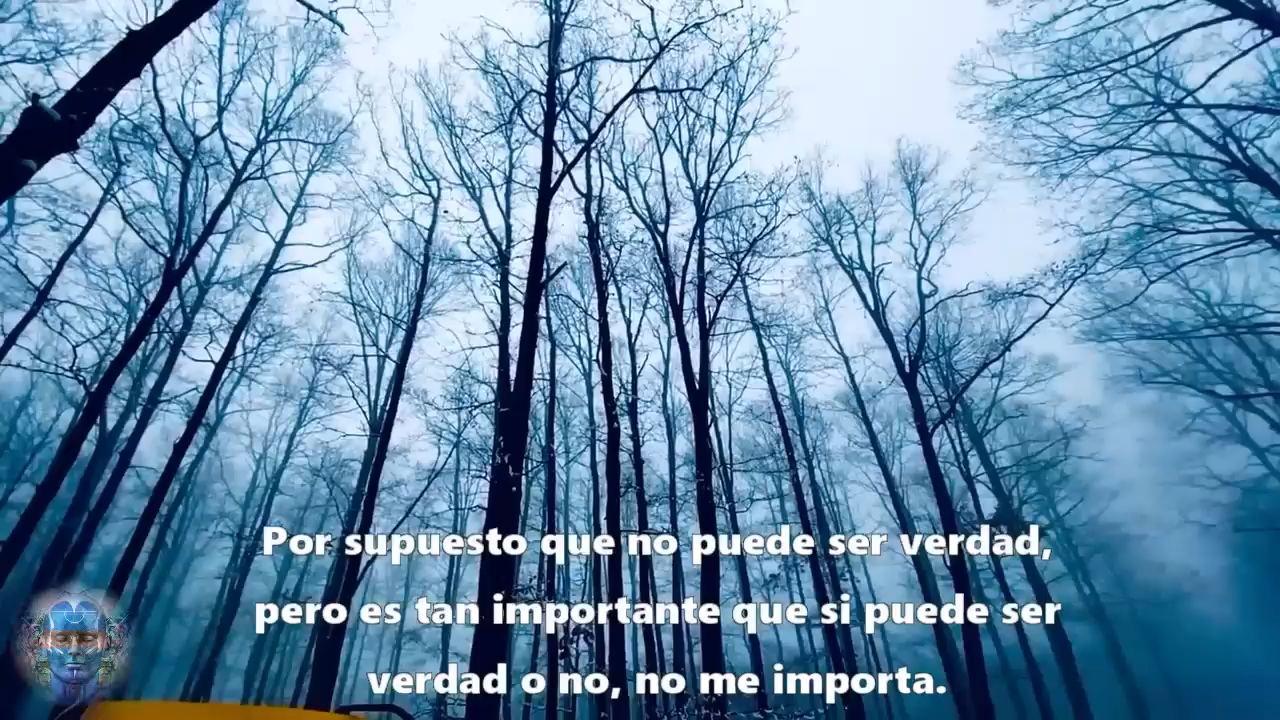 Por supuesto que no puede ser verdad,
pero es tan importante que si puede ser
verdad o no, no me importa.